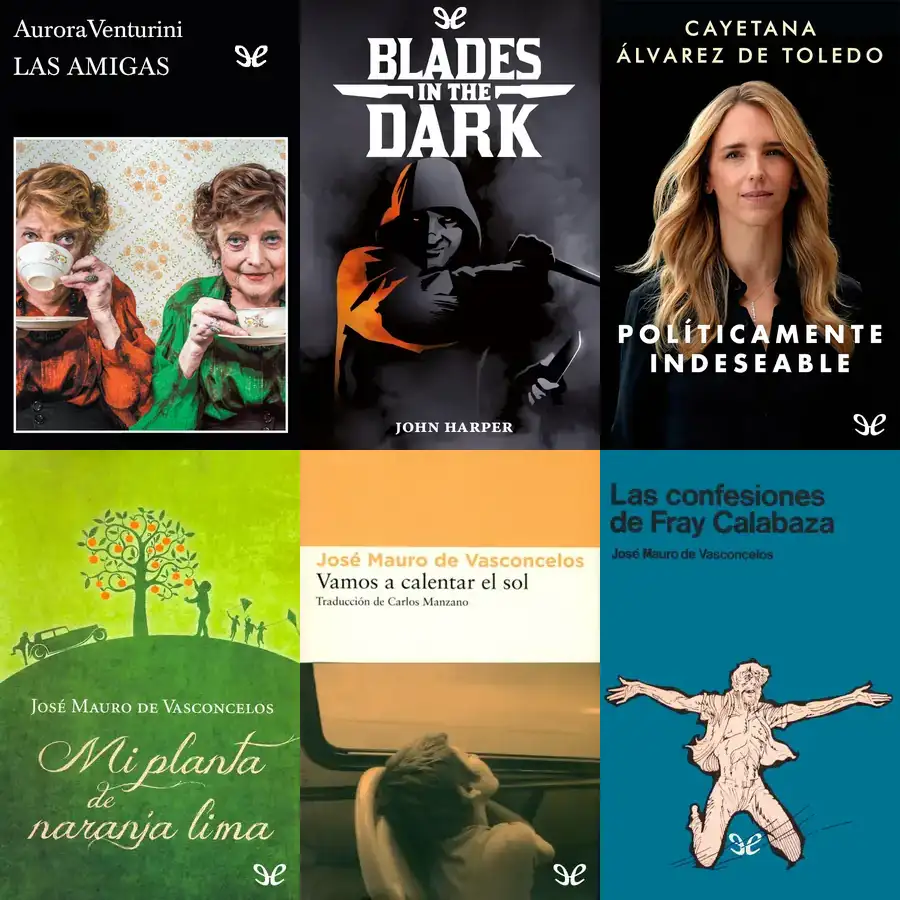 Aurora Venturini
LAS AMIGAS
BLADES
IN THE
DARK
JOHN HARPER
CAYETANA
ÁLVAREZ DE TOLEDO
POLÍTICAMENTE
INDESEABLE
JOSÉ MAURO DE VASCONCELOS
Mi planta
de
naranja lima
José Mauro de Vasconcelos
Vamos a calentar el sol
Traducción de Carlos Manzano
Las confesiones
de Fray Calabaza
José Mauro de Vasconcelos